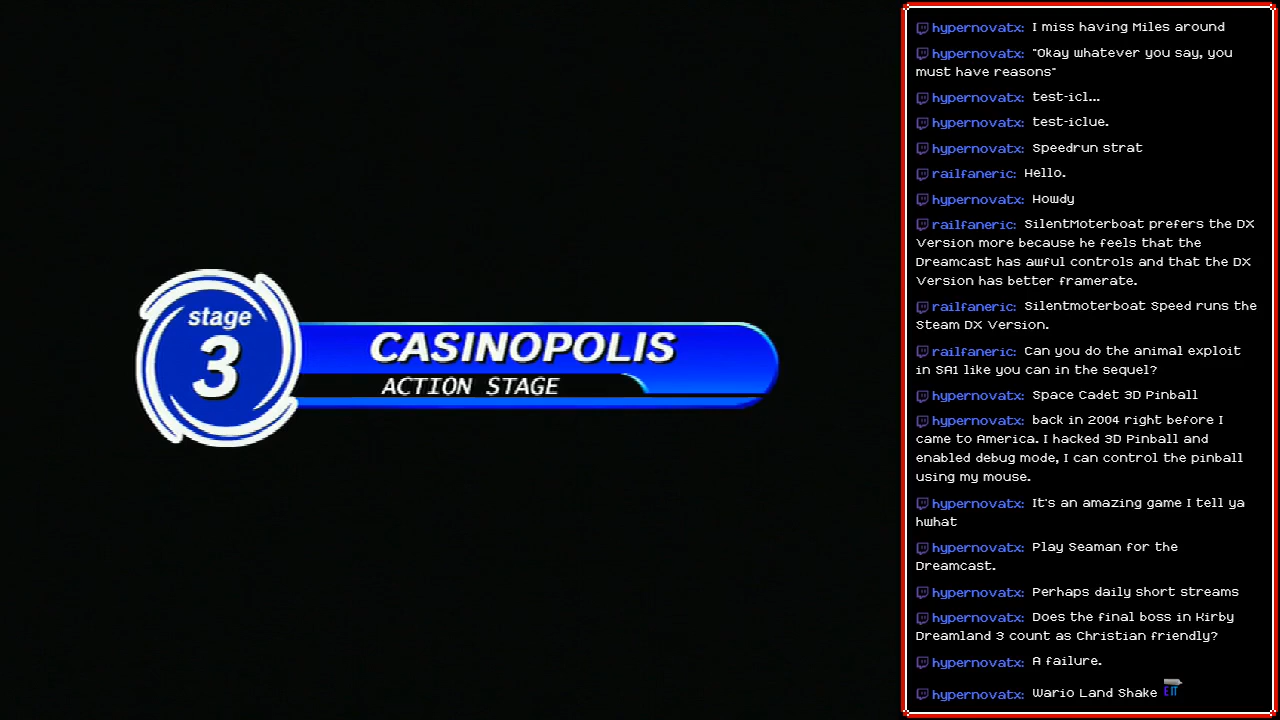 stage
3
CASINOPOLIS
ACTION STAGE
hypernovatx: I miss having Miles around
hypernovatx: "Okay whatever you say, you
must have reasons"
hypernovatx: test-icl...
hypernovatx: test-iclue.
hypernovatx: Speedrun strat
railfaneric: Hello.
hypernovatx: Howdy
railfaneric: SilentMoterboat prefers the DX
Version more because he feels that the
Dreamcast has awful controls and that the DX
Version has better framerate.
railfaneric: Silentmoterboat Speed runs the
Steam DX Version.
railfaneric: Can you do the animal exploit
in SA1 like you can in the sequel?
hypernovatx: Space Cadet 3D Pinball
hypernovatx: back in 2004 right before I
came to America. I hacked 3D Pinball and
enabled debug mode, I can control the pinball
using my mouse.
hypernovatx: It's an amazing game I tell ya
hwhat
hypernovatx: Play Seaman for the
Dreamcast.
hypernovatx: Perhaps daily short streams
hypernovatx: Does the final boss in Kirby
Dreamland 3 count as Christian friendly?
hypernovatx: A failure.
hypernovatx: Wario Land Shake